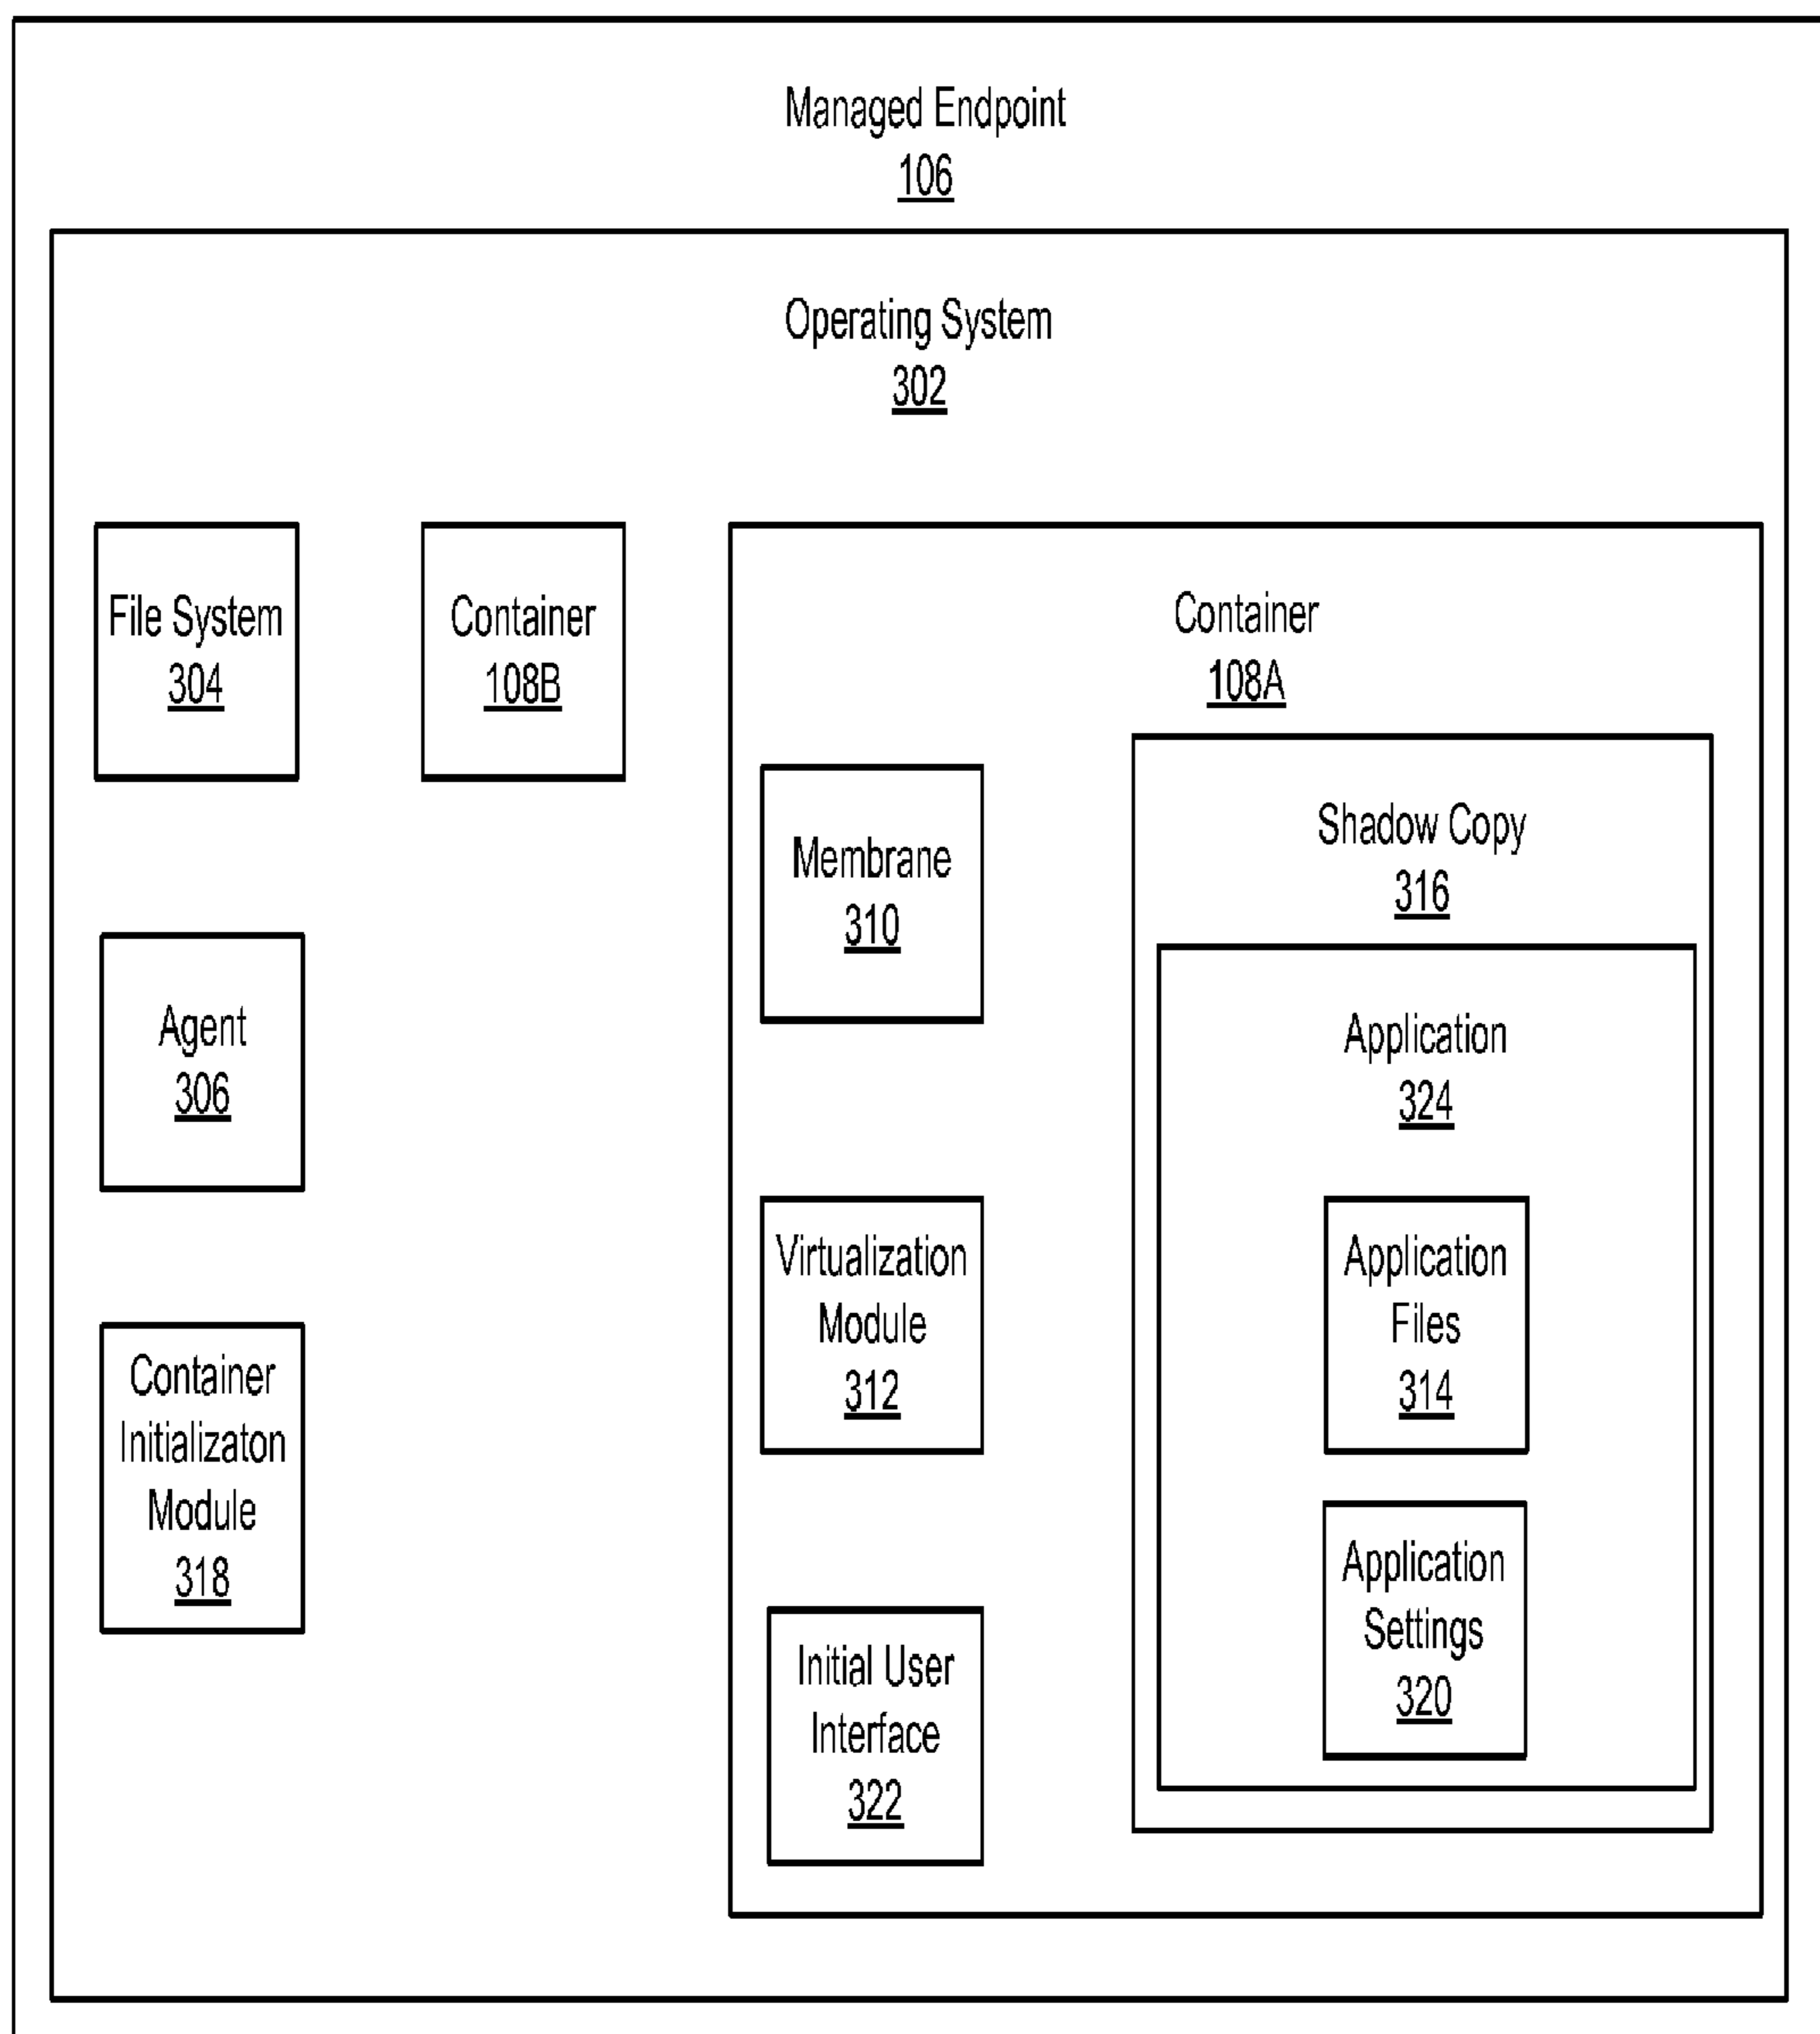 Managed Endpoint
106
Operating System
302
File System
304
Container
108B
Container
108A
Membrane
310
Shadow Copy
316
Agent
306
Application
324
Virtualization
Module
312
Application
Files
314
Container
Initializaton
Module
318
Application
Settings
320
Initial User
Interface
322